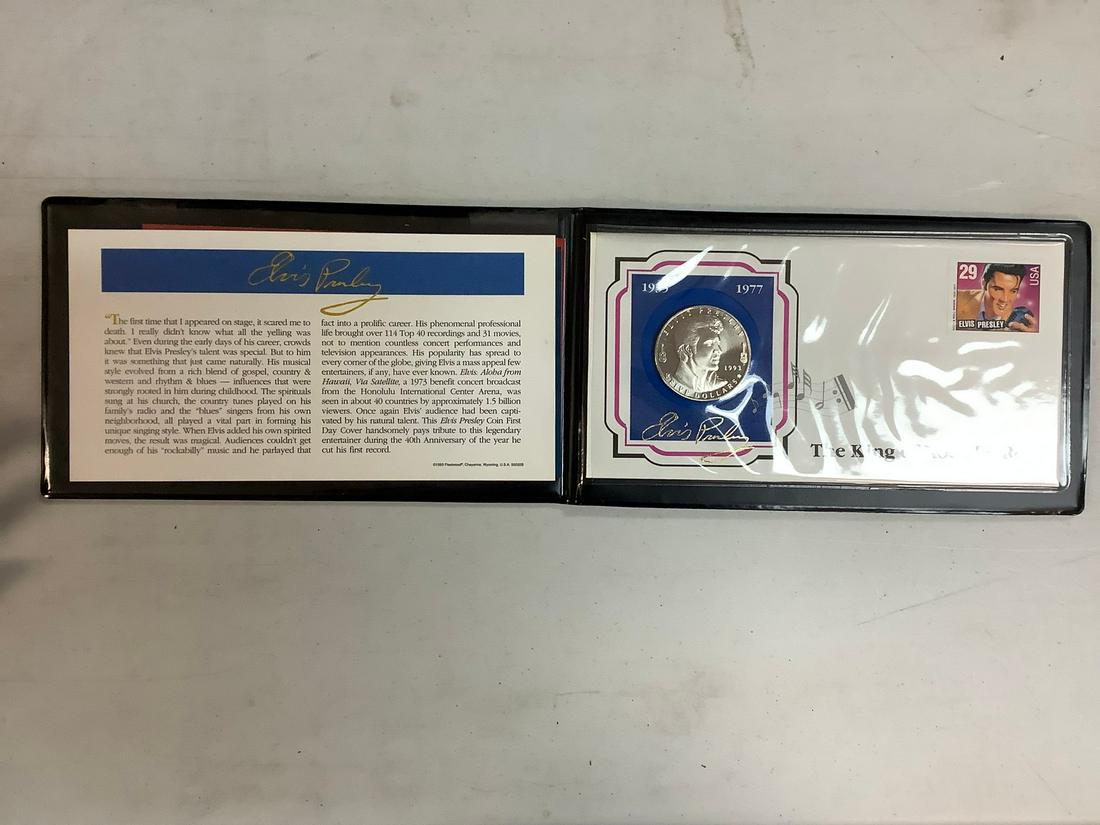 Elvis Presley
"The first time that I appeared on stage, it scared me to
death. I really didn't know what all the yelling was
about." Even during the early days of his career, crowds
knew that Elvis Presley's talent was special. But to him
it was something that just came naturally. His musical
style evolved from a rich blend of gospel, country &
western and rhythm & blues — influences that were
strongly rooted in him during childhood. The spirituals
sung at his church, the country tunes played on his
family's radio and the "blues" singers from his own
neighborhood, all played a vital part in forming his
unique singing style. When Elvis added his own spirited
moves, the result was magical. Audiences couldn't get
enough of his "rockabilly" music and he parlayed that
fact into a prolific career. His phenomenal professional
life brought over 114 Top 40 recordings and 31 movies,
not to mention countless concert performances and
television appearances. His popularity has spread to
every corner of the globe, giving Elvis a mass appeal few
entertainers, if any, have ever known. Elvis: Aloha from
Hawaii, Via Satellite, a 1973 benefit concert broadcast
from the Honolulu International Center Arena, was
seen in about 40 countries by approximately 1.5 billion
viewers. Once again Elvis' audience had been capti-
vated by his natural talent. This Elvis Presley Coin First
Day Cover handsomely pays tribute to this legendary
entertainer during the 40th Anniversary of the year he
cut his first record.
©1993 Fleetwood, Cheyenne, Wyoming, U.S.A.
1977
ELVIS PRESLEY
1993
DOLLARS
Elvis Presley
29
USA
ELVIS PRESLEY
The King